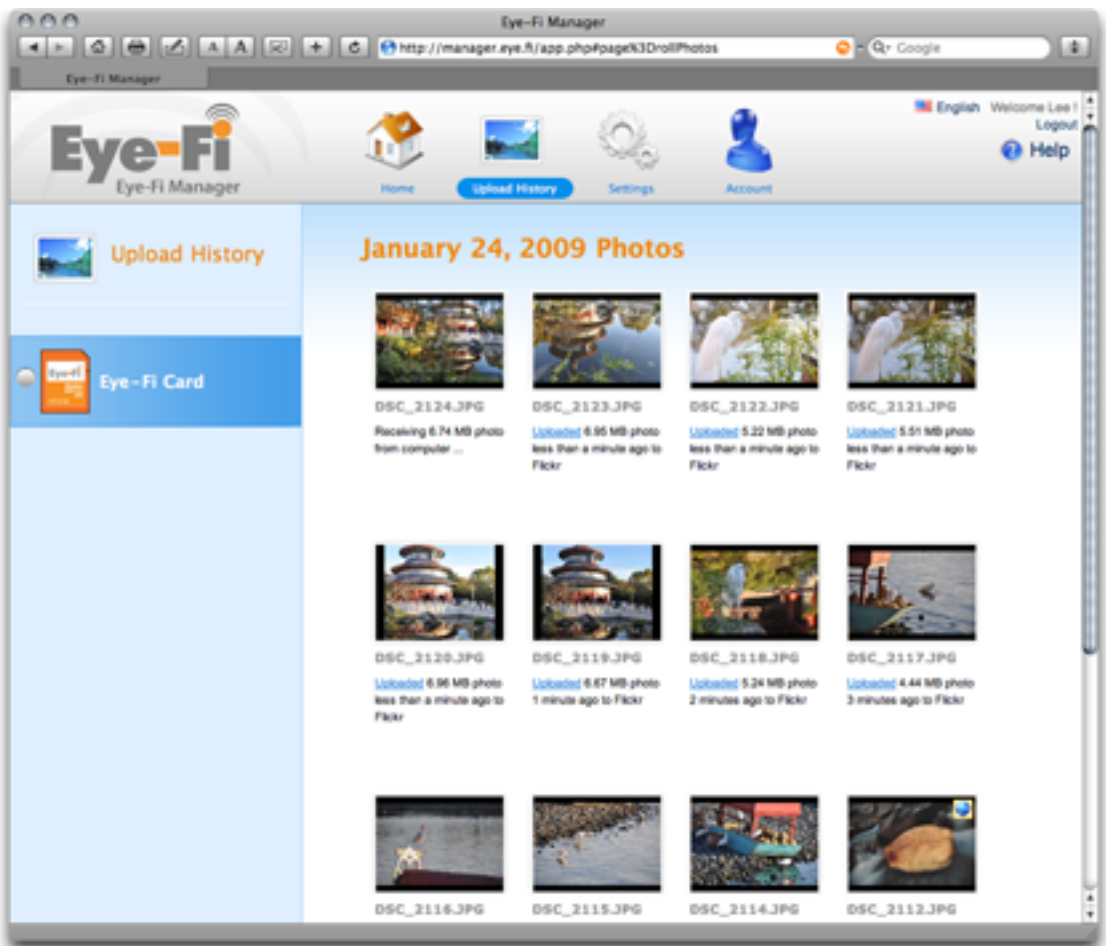 Eye-Fi Manager
http://manager.eye.fi/app.php#page%3DrollPhotos
Google
Eye-Fi Manager
English Welcome Lee !
Logout
Help
Eye-Fi
Eye-Fi Manager
Home
Upload History
Settings
Account
Upload History
Eye-Fi
Eye-Fi Card
January 24, 2009 Photos
DSC_2124.JPG
Receiving 6.74 MB photo
from computer ...
DSC_2123.JPG
Uploaded 6.95 MB photo
less than a minute ago to
Flickr
DSC_2122.JPG
Uploaded 5.22 MB photo
less than a minute ago to
Flickr
DSC_2121.JPG
Uploaded 5.51 MB photo
less than a minute ago to
Flickr
DSC_2120.JPG
Uploaded 6.96 MB photo
less than a minute ago to
Flickr
DSC_2119.JPG
Uploaded 6.67 MB photo
1 minute ago to Flickr
DSC_2118.JPG
Uploaded 5.24 MB photo
2 minutes ago to Flickr
DSC_2117.JPG
Uploaded 4.44 MB photo
3 minutes ago to Flickr
DSC_2116.JPG
DSC_2115.JPG
DSC_2114.JPG
DSC_2112.JPG